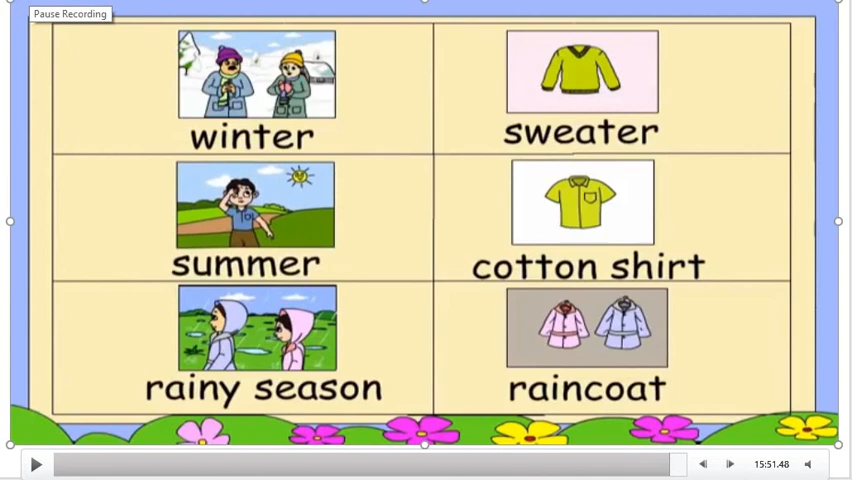 Pause Recording
winter
sweater
summer
cotton shirt
rainy season
raincoat
15:51.48